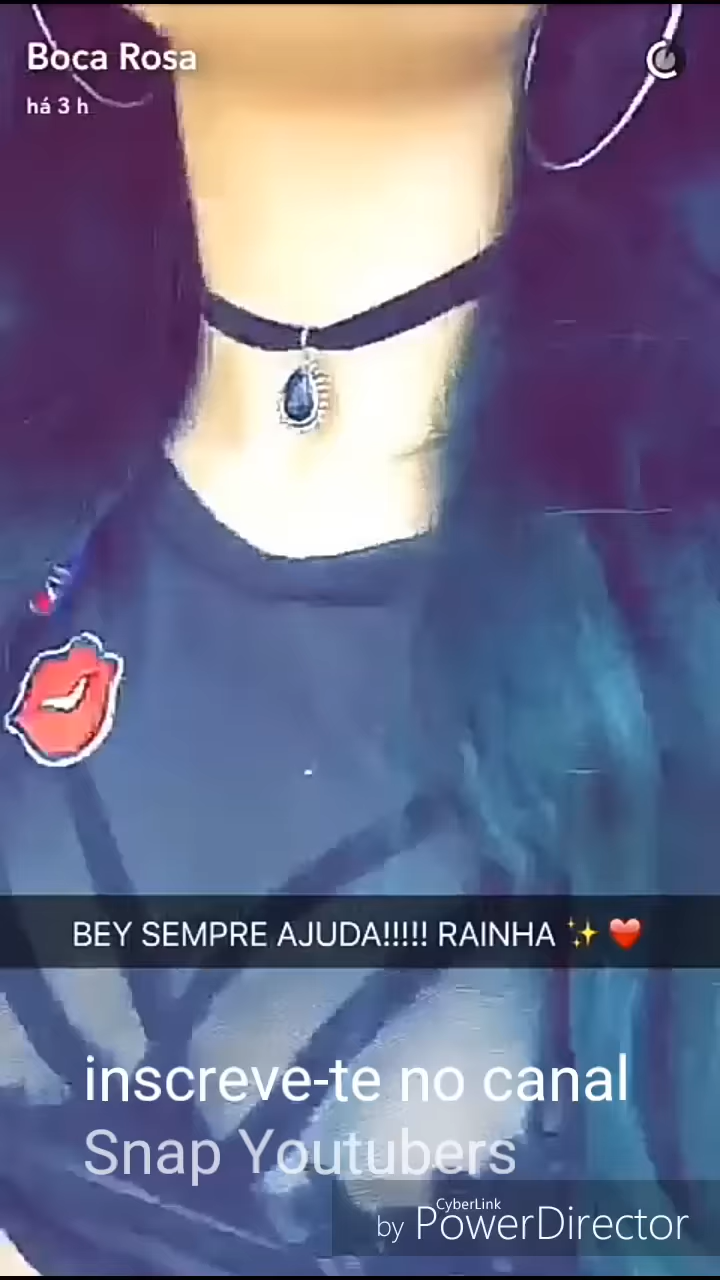 Boca Rosa
há 3 h
BEY SEMPRE AJUDA!!!!! RAINHA ✨❤️
inscreve-te no canal
Snap Youtubers
CyberLink
by PowerDirector